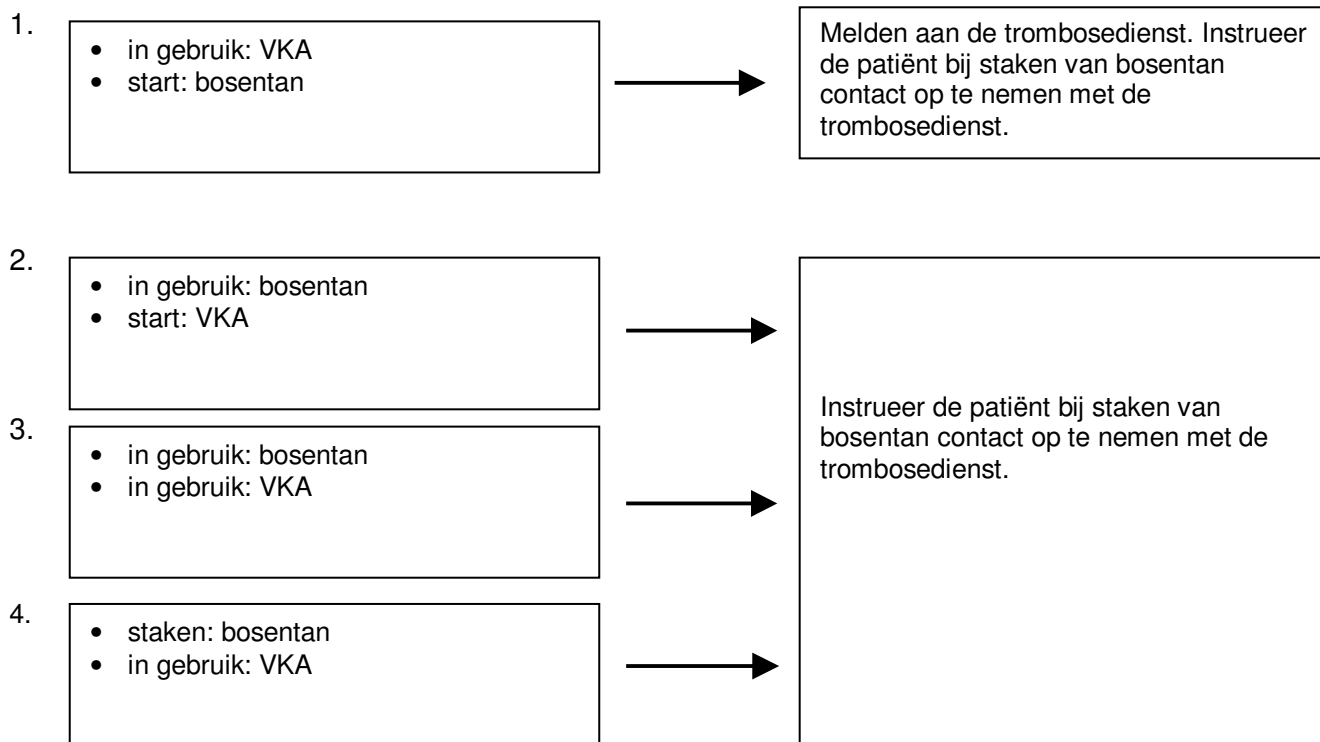 1.
• in gebruik: VKA
• start: bosentan
Melden aan de trombosedienst. Instrueer
de patiënt bij staken van bosentan
contact op te nemen met de
trombosedienst.
2.
• in gebruik: bosentan
• start: VKA
3.
• in gebruik: bosentan
• in gebruik: VKA
4.
• staken: bosentan
• in gebruik: VKA
Instrueer de patiënt bij staken van
bosentan contact op te nemen met de
trombosedienst.